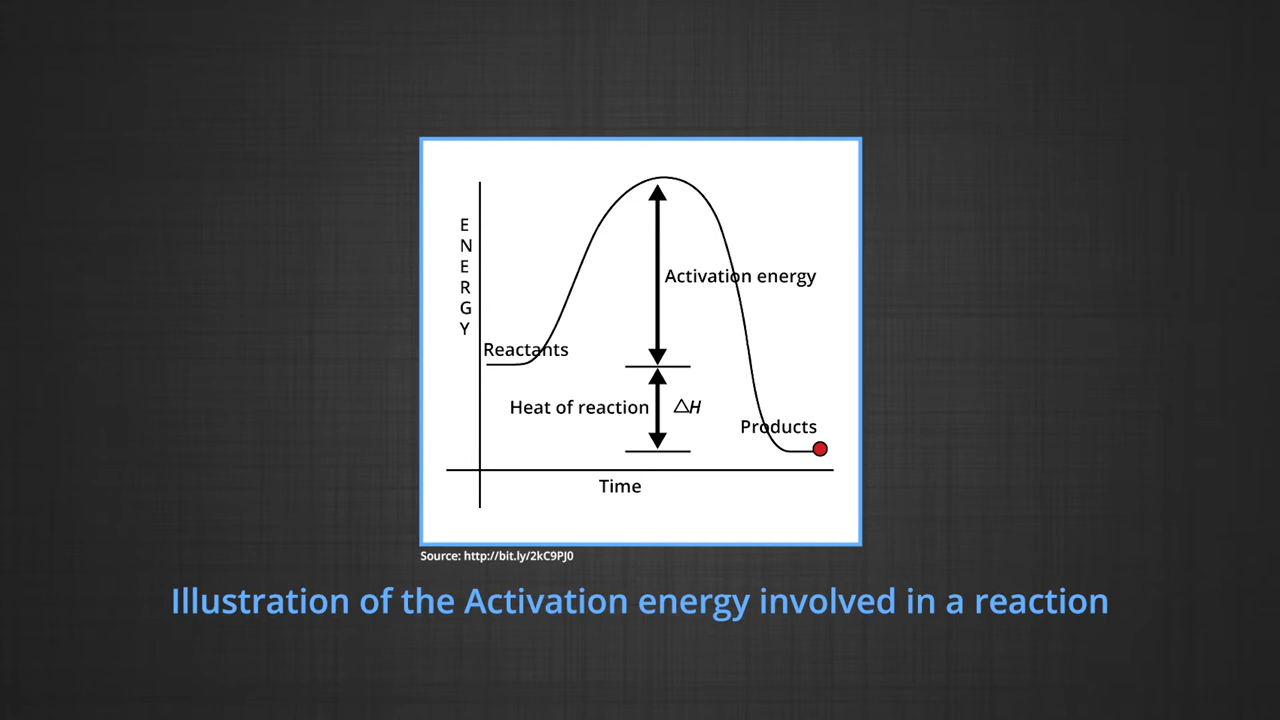 E
N
E
R
G
Y
Activation energy
Reactants
Heat of reaction △H
Products
Time
Source: http://bit.ly/2kC9PJ0
Illustration of the Activation energy involved in a reaction